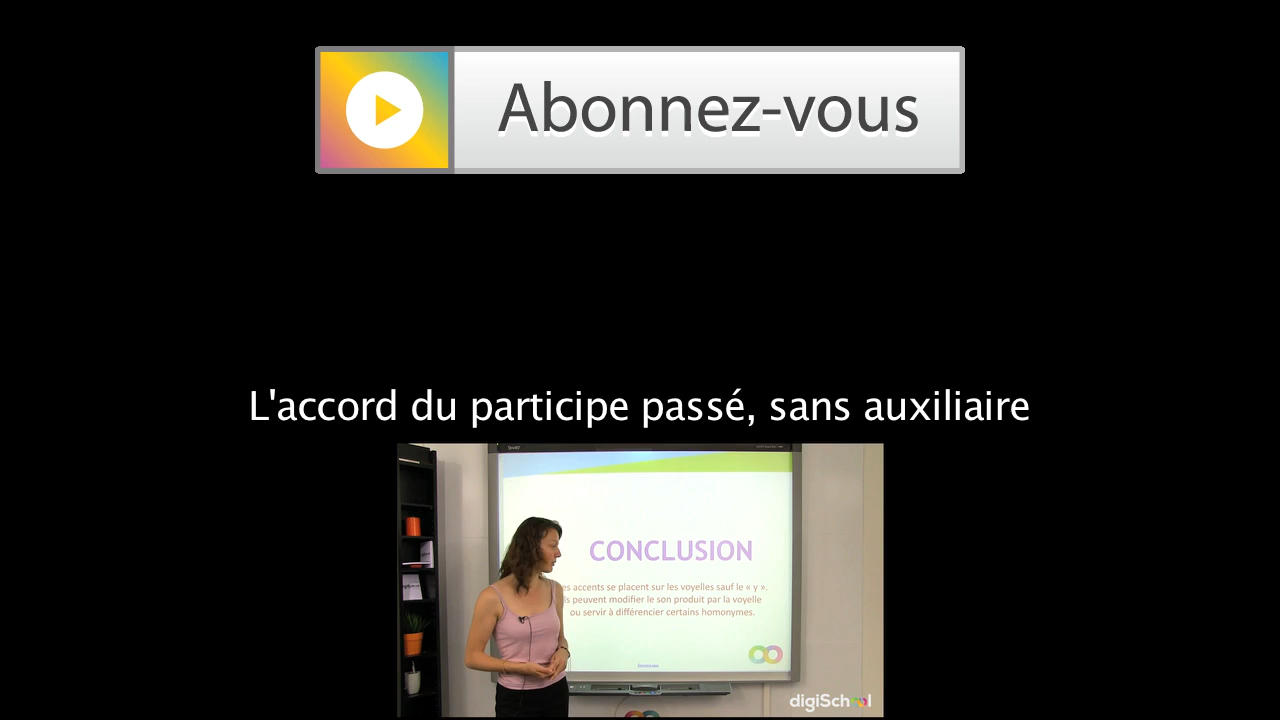 Abonnez-vous
L'accord du participe passé, sans auxiliaire
CONCLUSION
es accents se placent sur les voyelles sauf le « y ».
ls peuvent modifier le son produit par la voyelle
ou servir à différencier certains homonymes.
digiSchool